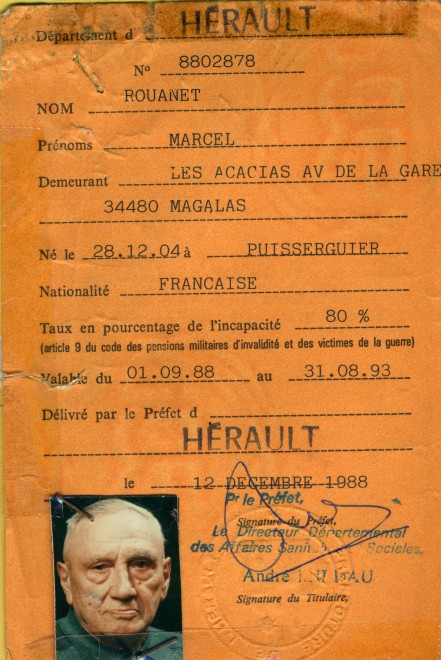 Département d HÉRAULT
N° 8802878
NOM ROUANET
Prénoms MARCEL
Demeurant LES ACACIAS AV DE LA GARE
34480 MAGALAS
Né le 28.12.04 à PUISSERGUIER
Nationalité FRANCAISE
Taux en pourcentage de l'incapacité 80 %
(article 9 du code des pensions militaires d'invalidité et des victimes de la guerre)
Valable du 01.09.88 au 31.08.93
Délivré par le Préfet d
HÉRAULT
le 12 DECEMBRE 1988
Pr le Préfet,
Signature du Préfet,
Le Directeur Départemental
des Affaires Sociales,
André
Signature du Titulaire,